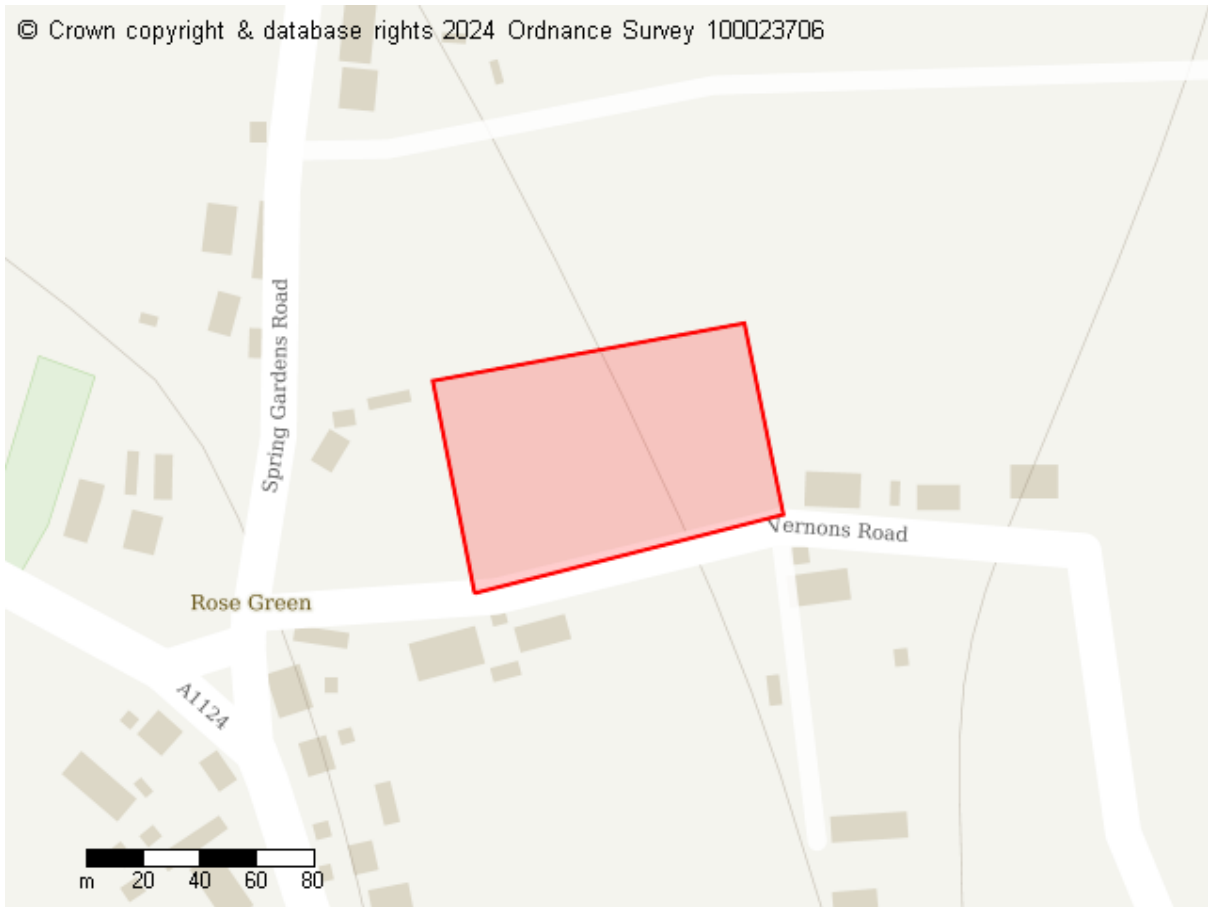 © Crown copyright & database rights 2024 Ordnance Survey 100023706
Spring Gardens Road
Vernons Road
Rose Green
A1124
m 20 40 60 80